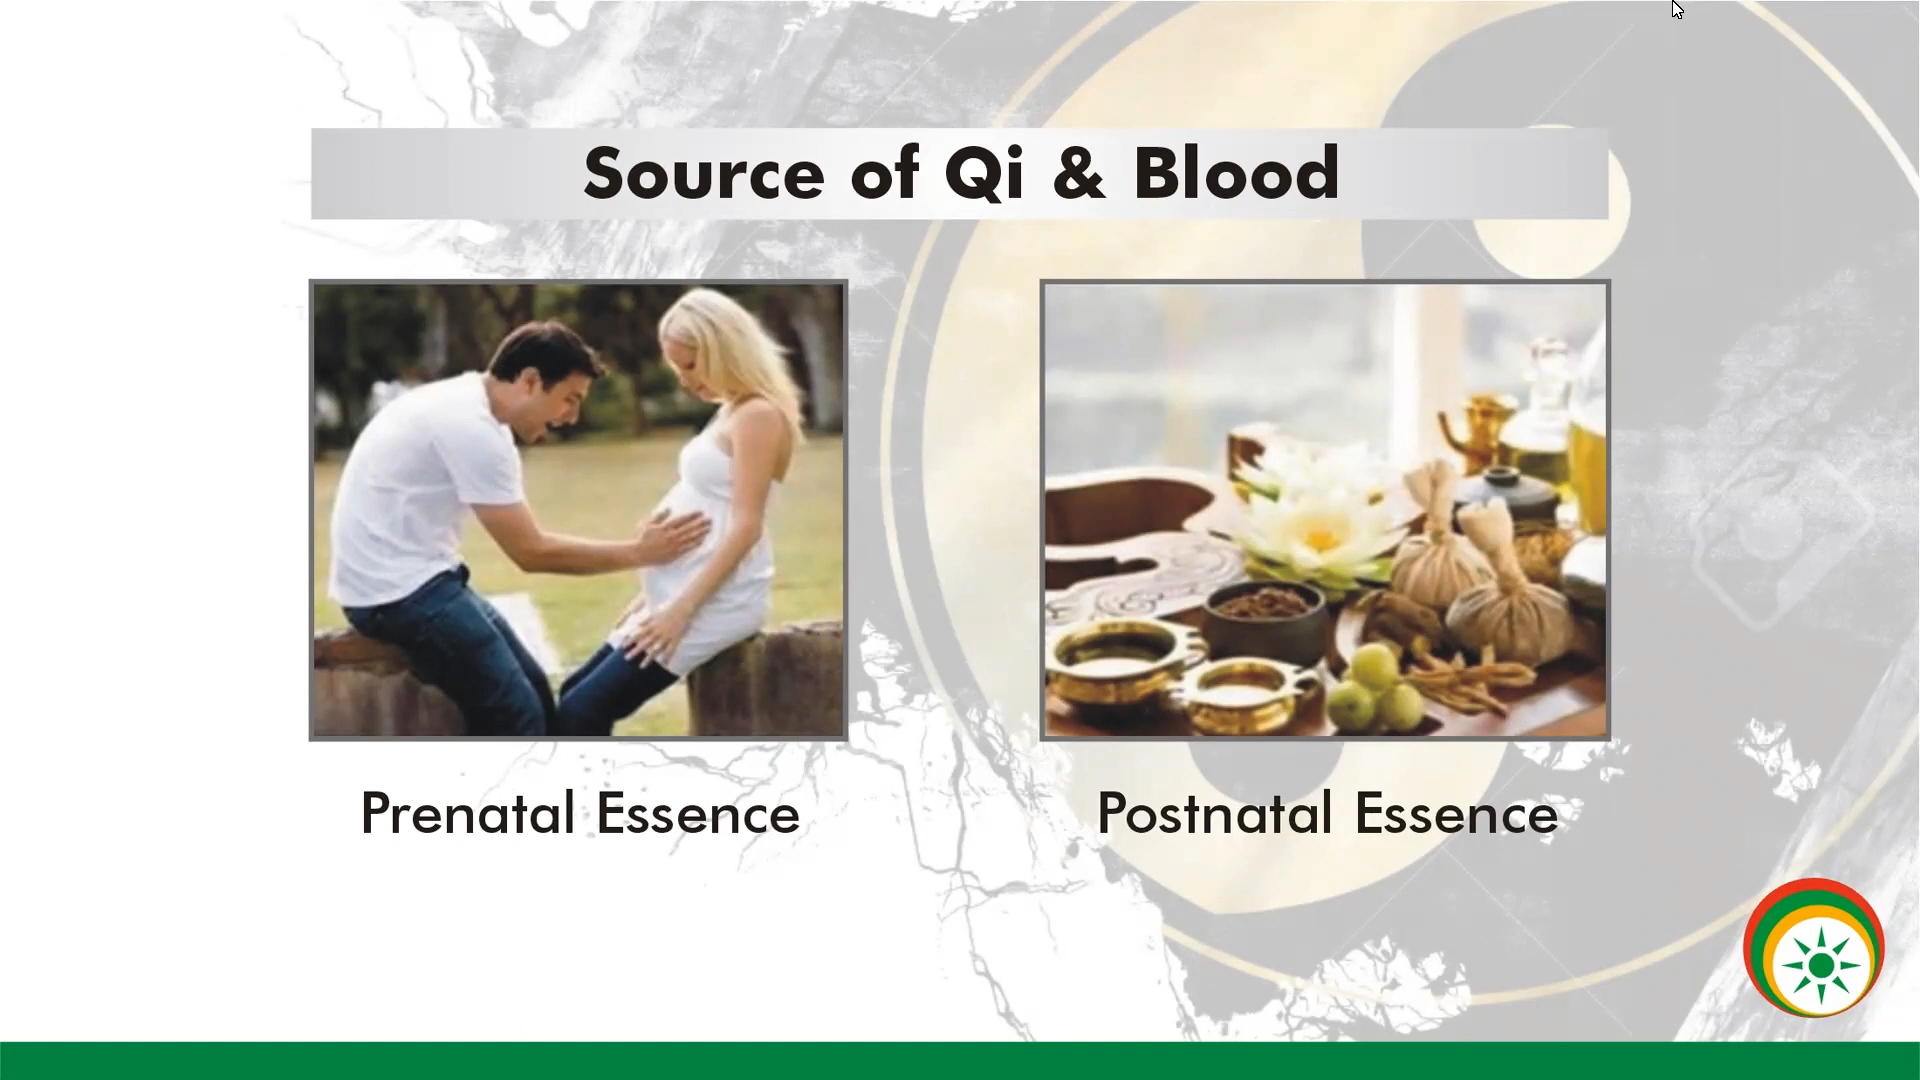 Source of Qi & Blood
Prenatal Essence
Postnatal Essence